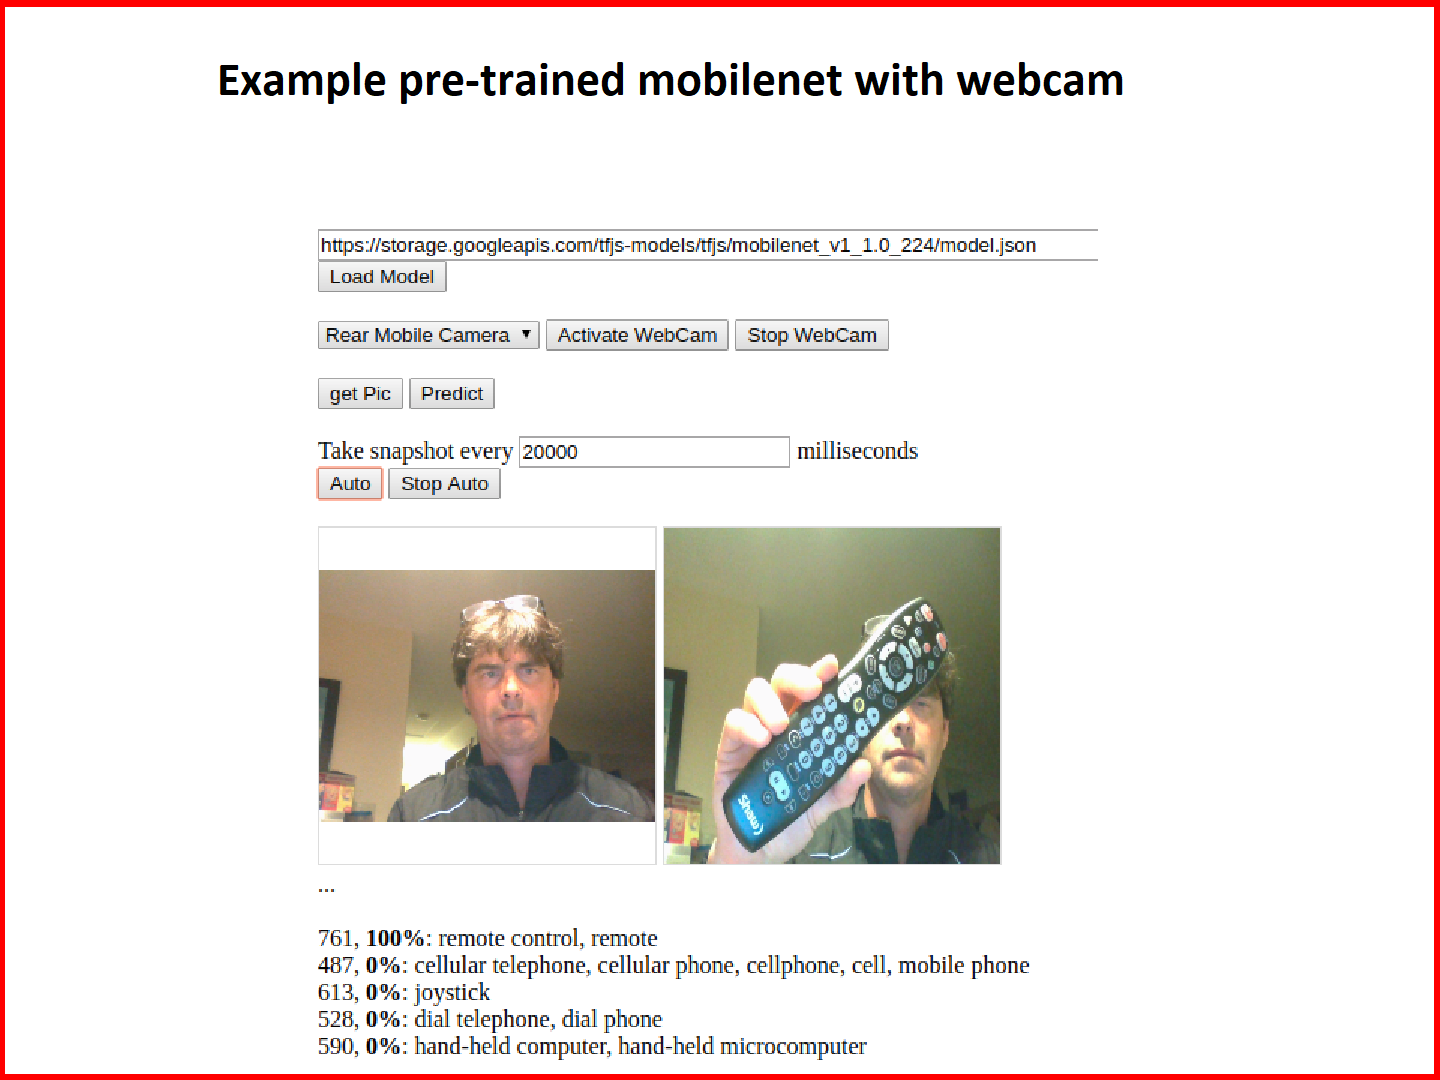 Example pre-trained mobilenet with webcam
https://storage.googleapis.com/tfjs-models/tfjs/mobilenet_v1_1.0_224/model.json
Load Model
Rear Mobile Camera ▼ Activate WebCam Stop WebCam
get Pic Predict
Take snapshot every 20000 milliseconds
Auto Stop Auto
Shaw)
...
761, 100%: remote control, remote
487, 0%: cellular telephone, cellular phone, cellphone, cell, mobile phone
613, 0%: joystick
528, 0%: dial telephone, dial phone
590, 0%: hand-held computer, hand-held microcomputer